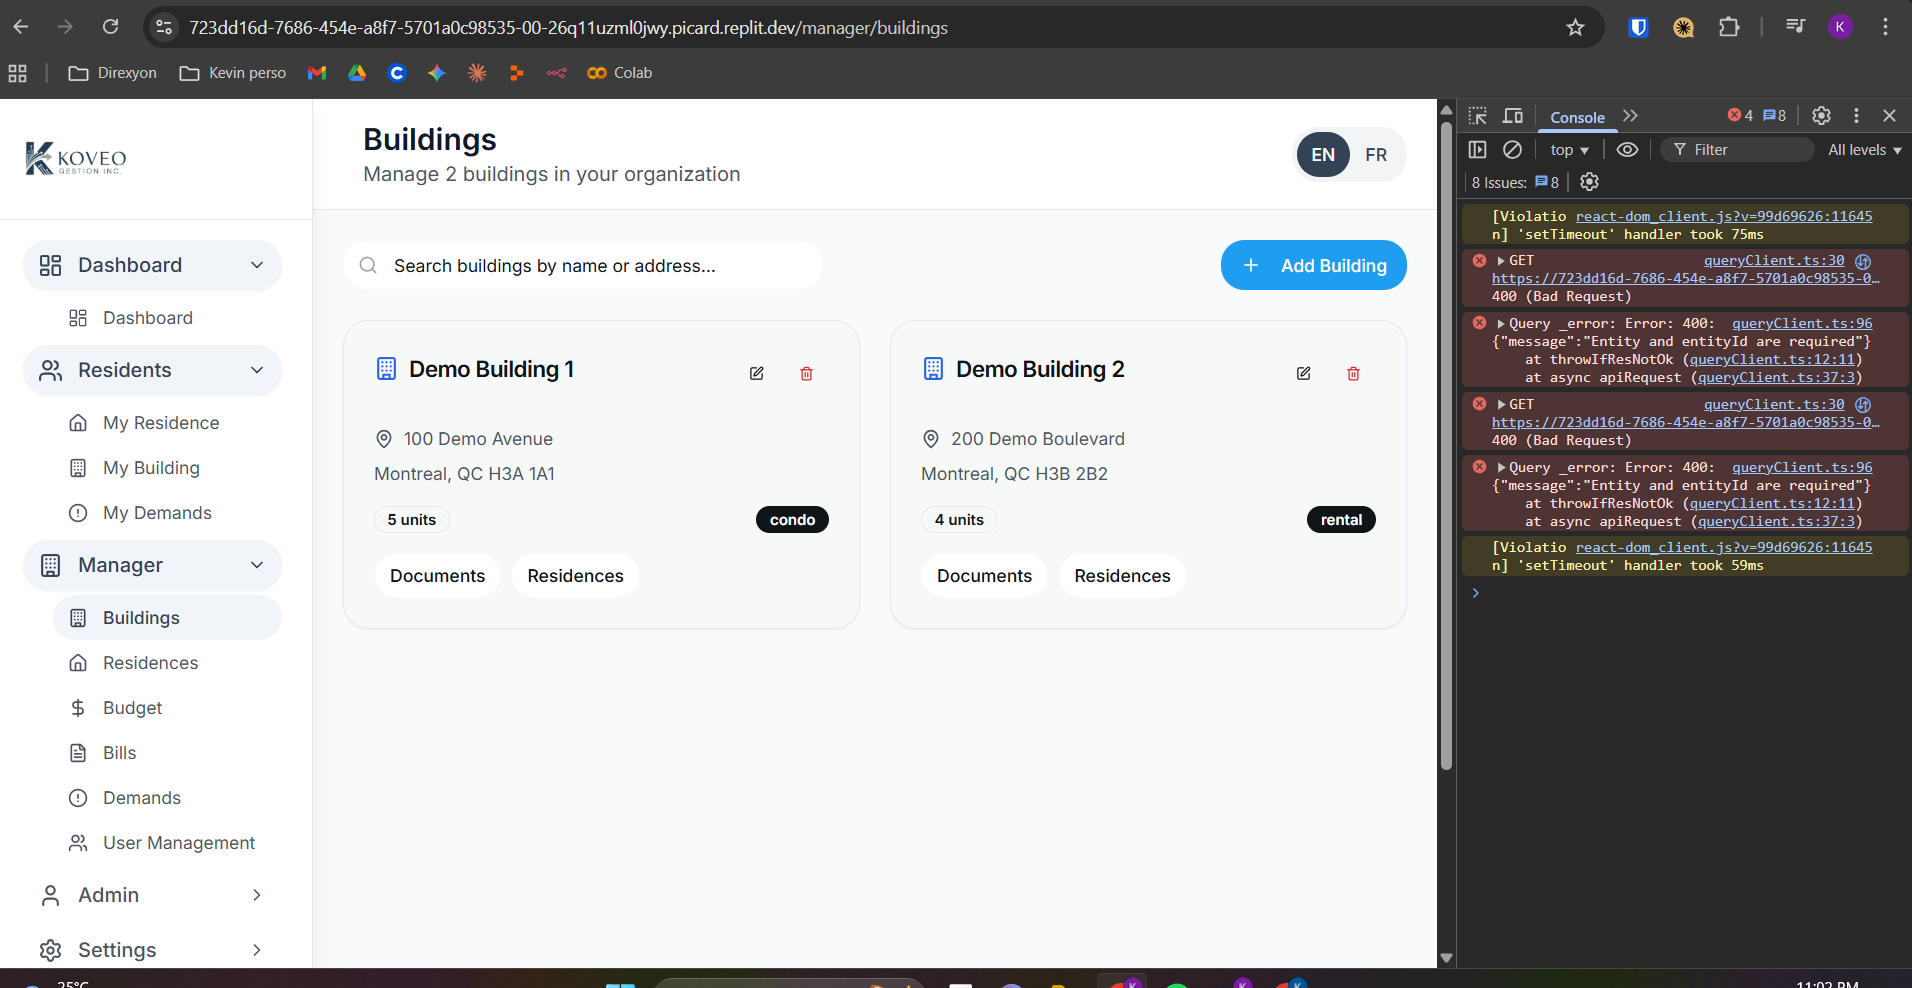 723dd16d-7686-454e-a8f7-5701a0c98535-00-26q11uzml0jwy.picard.replit.dev/manager/buildings
K
Direxyon
Kevin perso
Colab
KOVEO
GESTION INC.
Dashboard
Dashboard
Residents
My Residence
My Building
My Demands
Manager
Buildings
Residences
Budget
Bills
Demands
User Management
Admin
Settings
Buildings
Manage 2 buildings in your organization
EN FR
Search buildings by name or address...
+ Add Building
Demo Building 1
100 Demo Avenue
Montreal, QC H3A 1A1
5 units condo
Documents Residences
Demo Building 2
200 Demo Boulevard
Montreal, QC H3B 2B2
4 units rental
Documents Residences
Console 4 8
top Filter All levels
8 Issues: 8
[Violatio react-dom_client.js?v=99d69626:11645
n] 'setTimeout' handler took 75ms
GET queryClient.ts:30
https://723dd16d-7686-454e-a8f7-5701a0c98535-0…
400 (Bad Request)
Query _error: Error: 400: queryClient.ts:96
{"message":"Entity and entityId are required"}
at throwIfResNotOk (queryClient.ts:12:11)
at async apiRequest (queryClient.ts:37:3)
GET queryClient.ts:30
https://723dd16d-7686-454e-a8f7-5701a0c98535-0…
400 (Bad Request)
Query _error: Error: 400: queryClient.ts:96
{"message":"Entity and entityId are required"}
at throwIfResNotOk (queryClient.ts:12:11)
at async apiRequest (queryClient.ts:37:3)
[Violatio react-dom_client.js?v=99d69626:11645
n] 'setTimeout' handler took 59ms
25°C
11:02 PM